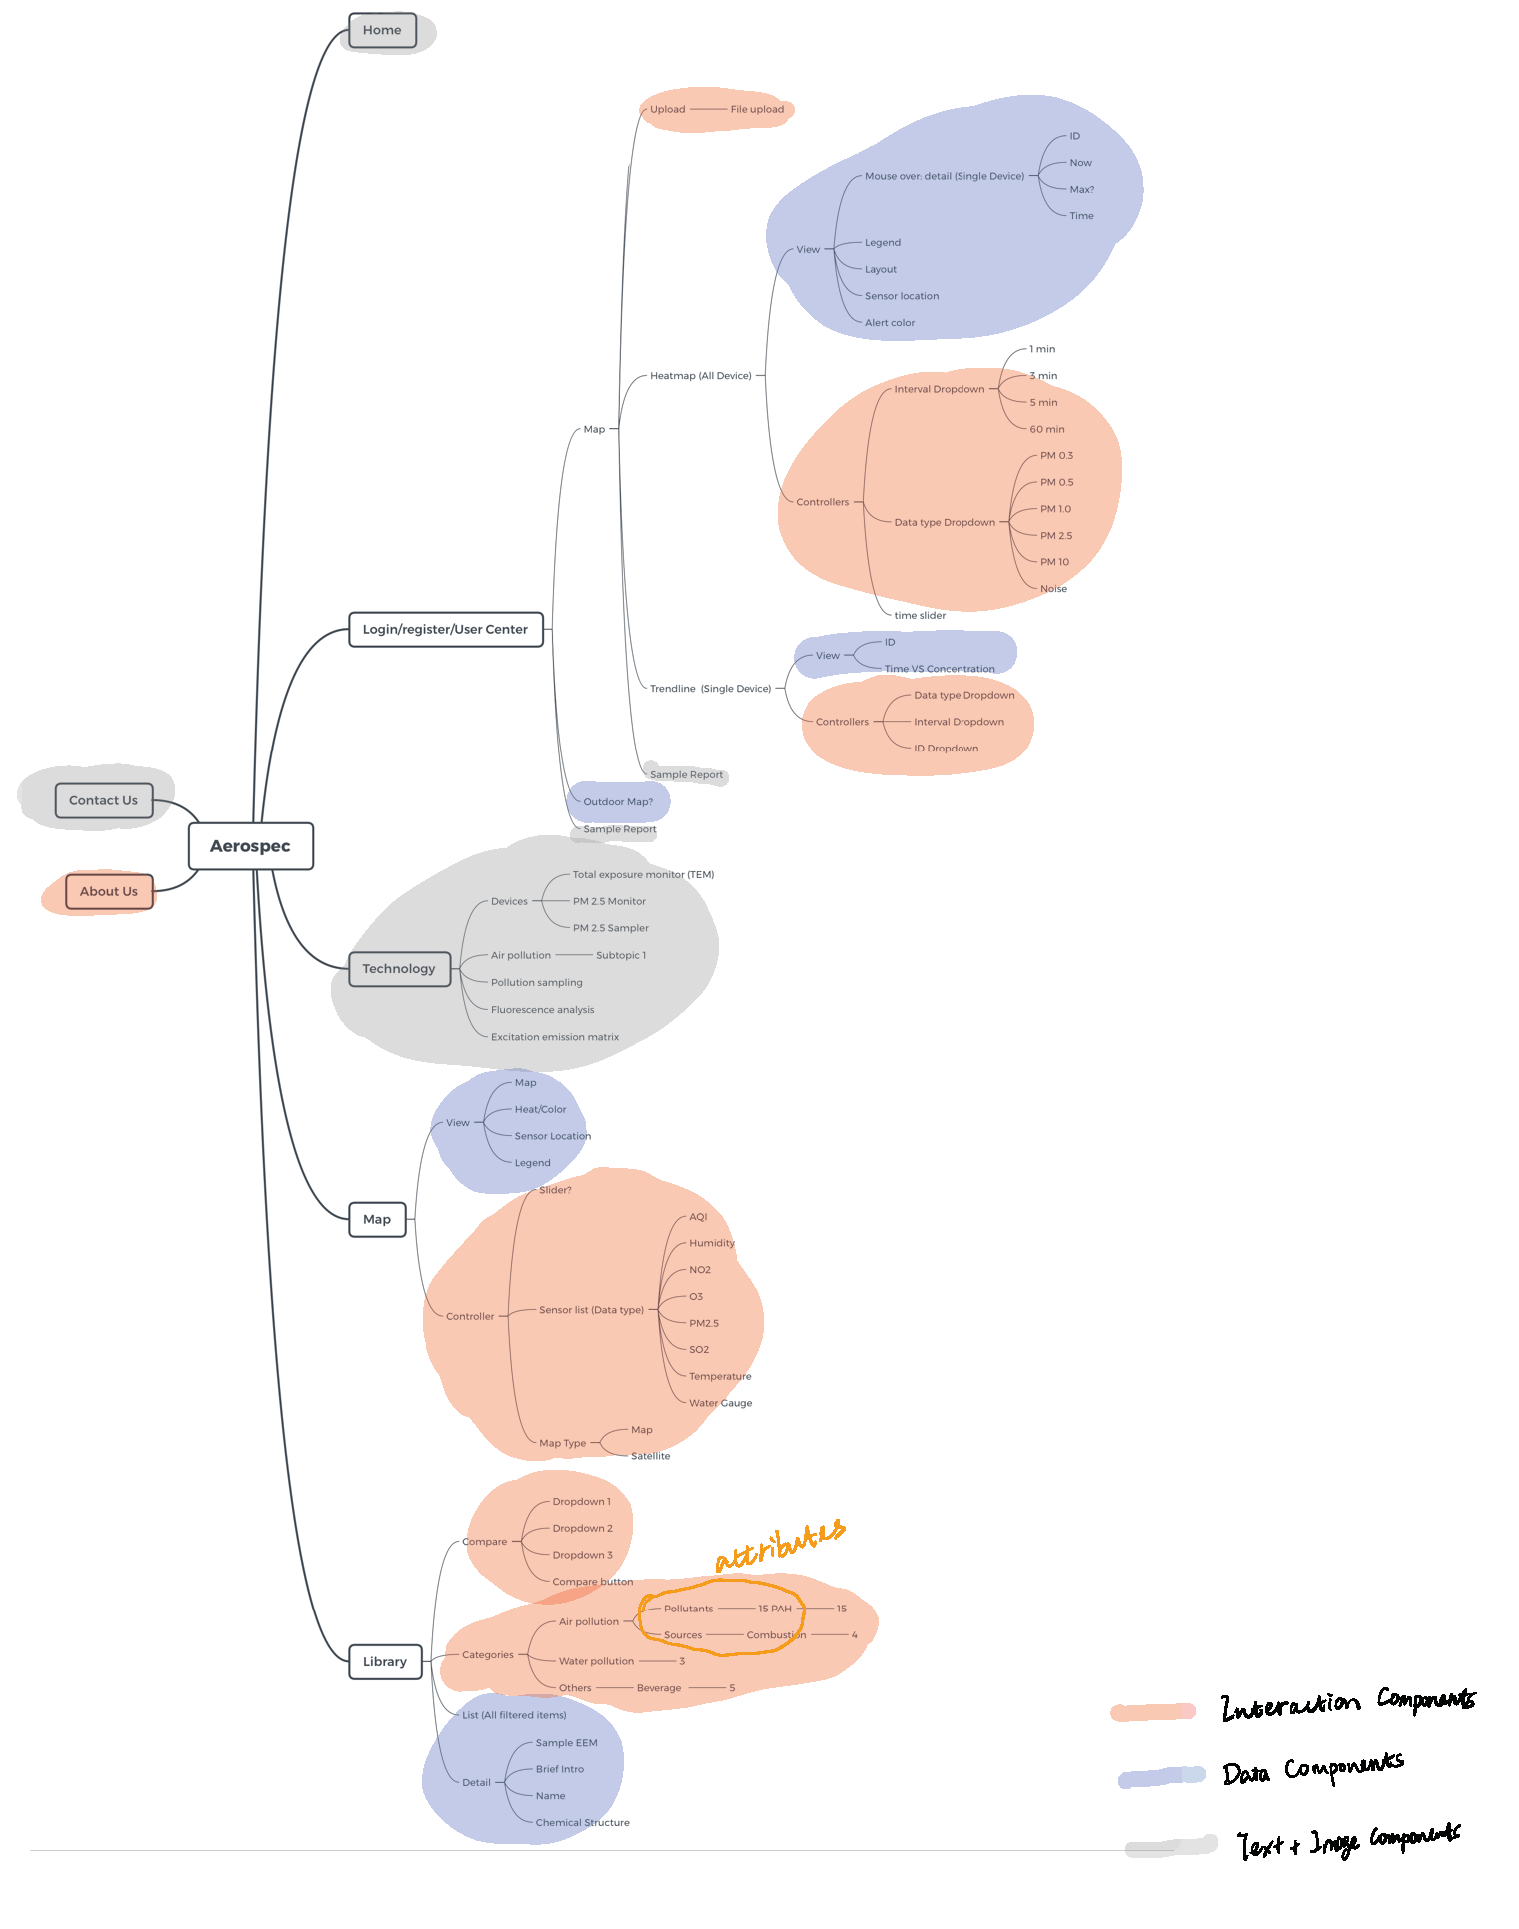 Home
Upload
File upload
Mouse over: detail (Single Device)
ID
Now
Max?
Time
View
Legend
Layout
Sensor location
Alert color
Heatmap (All Device)
Interval Dropdown
1 min
3 min
5 min
60 min
Map
Controllers
Data type Dropdown
PM 0.3
PM 0.5
PM 1.0
PM 2.5
PM 10
Noise
time slider
Login/register/User Center
View
ID
Time VS Concentration
Trendline (Single Device)
Controllers
Data type Dropdown
Interval Dropdown
ID Dropdown
Sample Report
Outdoor Map?
Sample Report
Contact Us
Aerospec
About Us
Technology
Devices
Total exposure monitor (TEM)
PM 2.5 Monitor
PM 2.5 Sampler
Air pollution
Subtopic 1
Pollution sampling
Fluorescence analysis
Excitation emission matrix
Map
View
Map
Heat/Color
Sensor Location
Legend
Controller
Slider?
Sensor list (Data type)
AQI
Humidity
NO2
O3
PM2.5
SO2
Temperature
Water Gauge
Map Type
Map
Satellite
Library
Compare
Dropdown 1
Dropdown 2
Dropdown 3
Compare button
attributes
Categories
Air pollution
Pollutants
15 PAH
15
Sources
Combustion
4
Water pollution
3
Others
Beverage
5
List (All filtered items)
Detail
Sample EEM
Brief Intro
Name
Chemical Structure
Interaction Components
Data Components
Text + Image Components